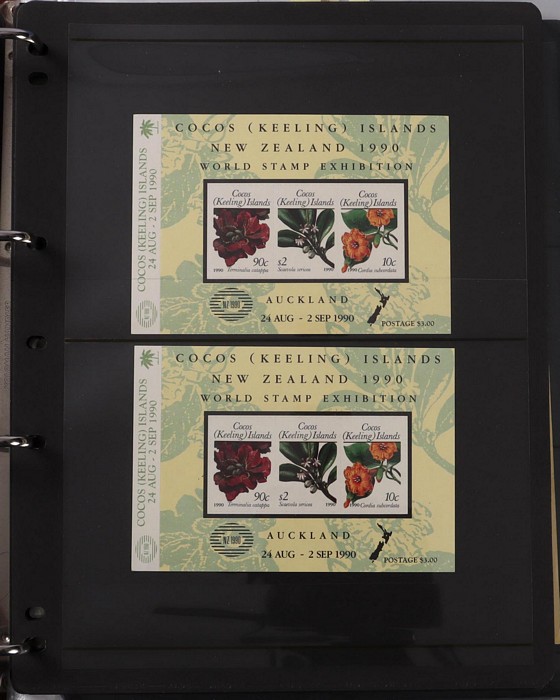 COCOS (KEELING) ISLANDS
24 AUG - 2 SEP 1990
COCOS (KEELING) ISLANDS
NEW ZEALAND 1990
WORLD STAMP EXHIBITION
Cocos
(Keeling) Islands
90c
1990 Terminalia catappa
Cocos
(Keeling) Islands
$2
Scaevola sericea 1990
Cocos
(Keeling) Islands
10c
1990 Cordia subcordata
NZ 1990
AUCKLAND
24 AUG - 2 SEP 1990
POSTAGE $3.00
COCOS (KEELING) ISLANDS
24 AUG - 2 SEP 1990
COCOS (KEELING) ISLANDS
NEW ZEALAND 1990
WORLD STAMP EXHIBITION
Cocos
(Keeling) Islands
90c
1990 Terminalia catappa
Cocos
(Keeling) Islands
$2
Scaevola sericea 1990
Cocos
(Keeling) Islands
10c
1990 Cordia subcordata
NZ 1990
AUCKLAND
24 AUG - 2 SEP 1990
POSTAGE $3.00